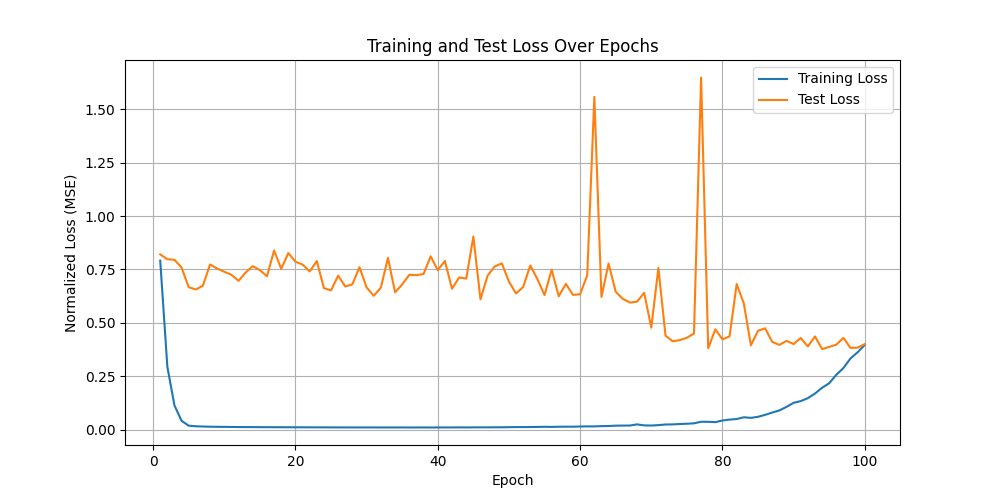 Training and Test Loss Over Epochs
Training Loss
Test Loss
Normalized Loss (MSE)
1.50
1.25
1.00
0.75
0.50
0.25
0.00
0 20 40 60 80 100
Epoch